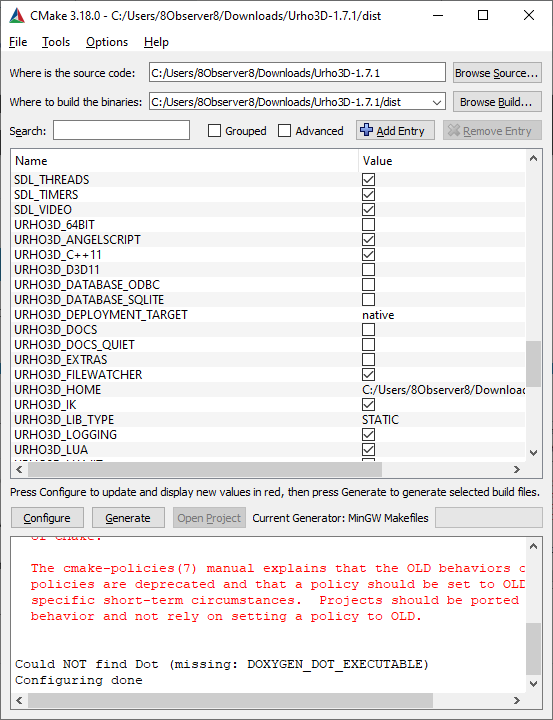 CMake 3.18.0 - C:/Users/8Observer8/Downloads/Urho3D-1.7.1/dist
File Tools Options Help
Where is the source code: C:/Users/8Observer8/Downloads/Urho3D-1.7.1 Browse Source...
Where to build the binaries: C:/Users/8Observer8/Downloads/Urho3D-1.7.1/dist Browse Build...
Search: Grouped Advanced Add Entry Remove Entry
Name Value
SDL_THREADS
SDL_TIMERS
SDL_VIDEO
URHO3D_64BIT
URHO3D_ANGELSCRIPT
URHO3D_C++11
URHO3D_D3D11
URHO3D_DATABASE_ODBC
URHO3D_DATABASE_SQLITE
URHO3D_DEPLOYMENT_TARGET native
URHO3D_DOCS
URHO3D_DOCS_QUIET
URHO3D_EXTRAS
URHO3D_FILEWATCHER
URHO3D_HOME C:/Users/8Observer8/Download
URHO3D_IK
URHO3D_LIB_TYPE STATIC
URHO3D_LOGGING
URHO3D_LUA
Press Configure to update and display new values in red, then press Generate to generate selected build files.
Configure Generate Open Project Current Generator: MinGW Makefiles
of CMake.
The cmake-policies(7) manual explains that the OLD behaviors o
policies are deprecated and that a policy should be set to OLD
specific short-term circumstances. Projects should be ported
behavior and not rely on setting a policy to OLD.
Could NOT find Dot (missing: DOXYGEN_DOT_EXECUTABLE)
Configuring done